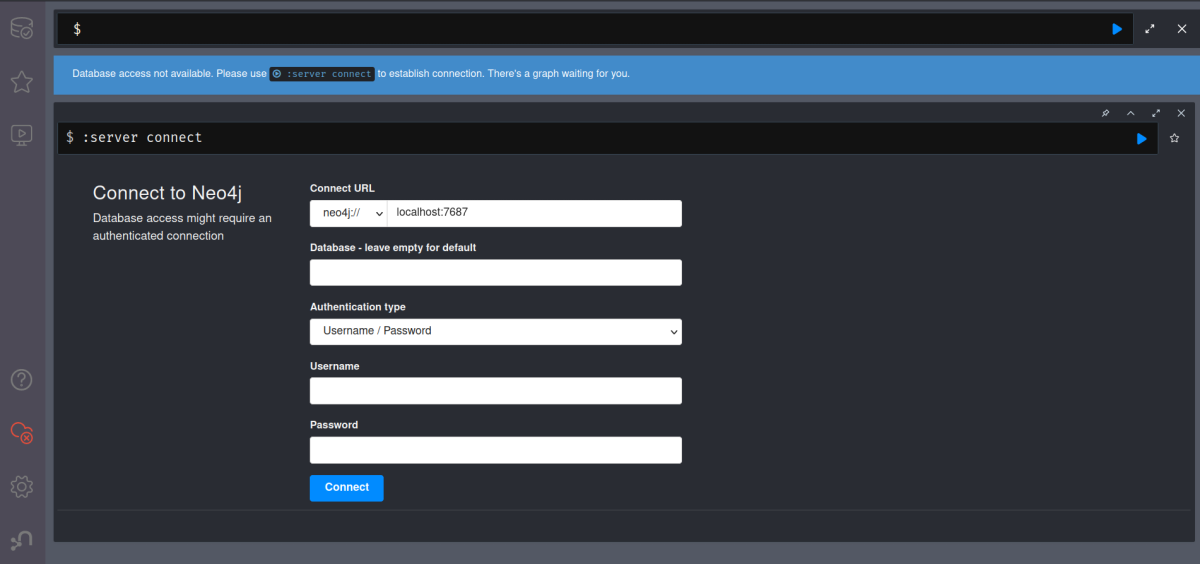 $
Database access not available. Please use :server connect to establish connection. There's a graph waiting for you.
$ :server connect
Connect to Neo4j
Database access might require an
authenticated connection
Connect URL
neo4j:// localhost:7687
Database - leave empty for default
Authentication type
Username / Password
Username
Password
Connect